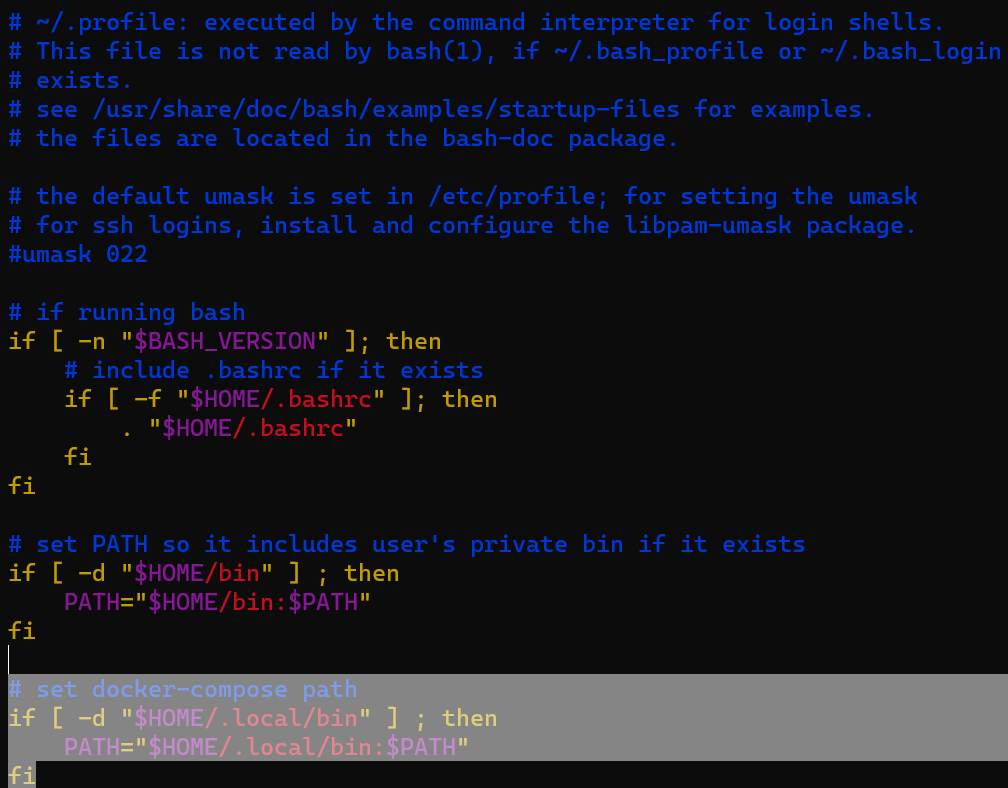 # ~/.profile: executed by the command interpreter for login shells.
# This file is not read by bash(1), if ~/.bash_profile or ~/.bash_login
# exists.
# see /usr/share/doc/bash/examples/startup-files for examples.
# the files are located in the bash-doc package.

# the default umask is set in /etc/profile; for setting the umask
# for ssh logins, install and configure the libpam-umask package.
#umask 022

# if running bash
if [ -n "$BASH_VERSION" ]; then
    # include .bashrc if it exists
    if [ -f "$HOME/.bashrc" ]; then
        . "$HOME/.bashrc"
    fi
fi

# set PATH so it includes user's private bin if it exists
if [ -d "$HOME/bin" ] ; then
    PATH="$HOME/bin:$PATH"
fi

# set docker-compose path
if [ -d "$HOME/.local/bin" ] ; then
    PATH="$HOME/.local/bin:$PATH"
fi